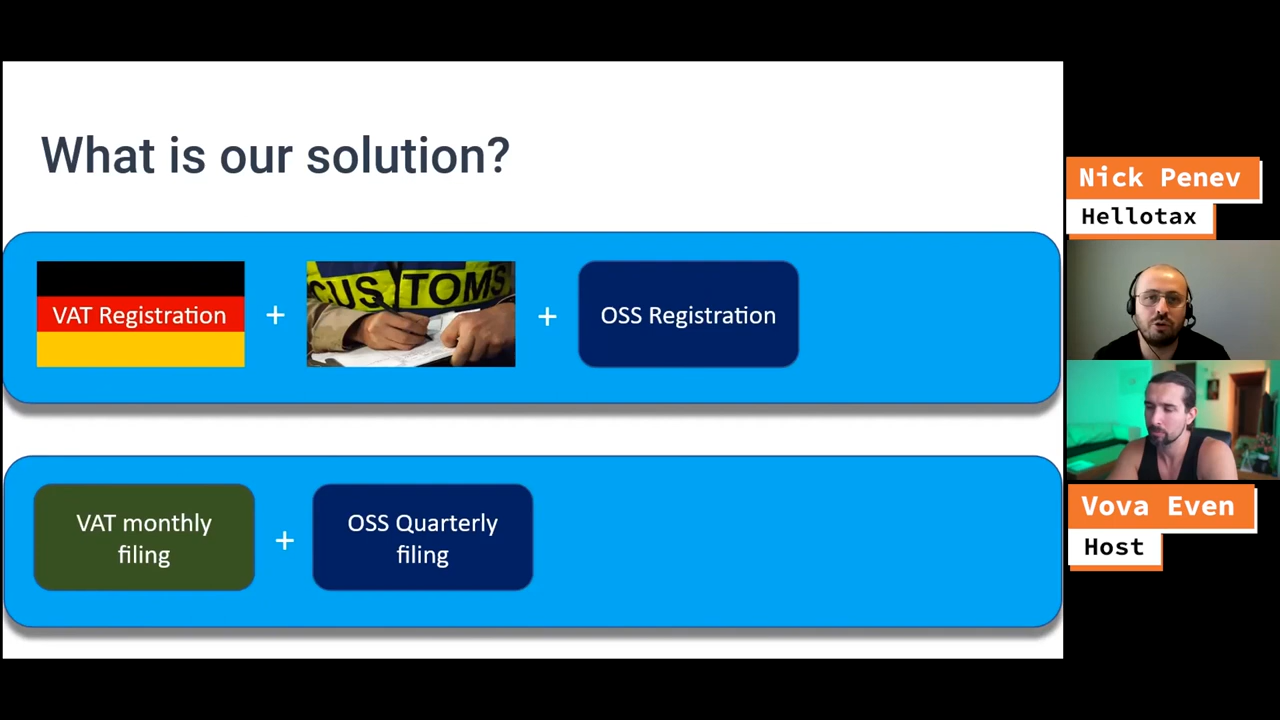 What is our solution?
VAT Registration
+
CUSTOMS
+
OSS Registration
VAT monthly
filing
+
OSS Quarterly
filing
Nick Penev
Hellotax
Vova Even
Host